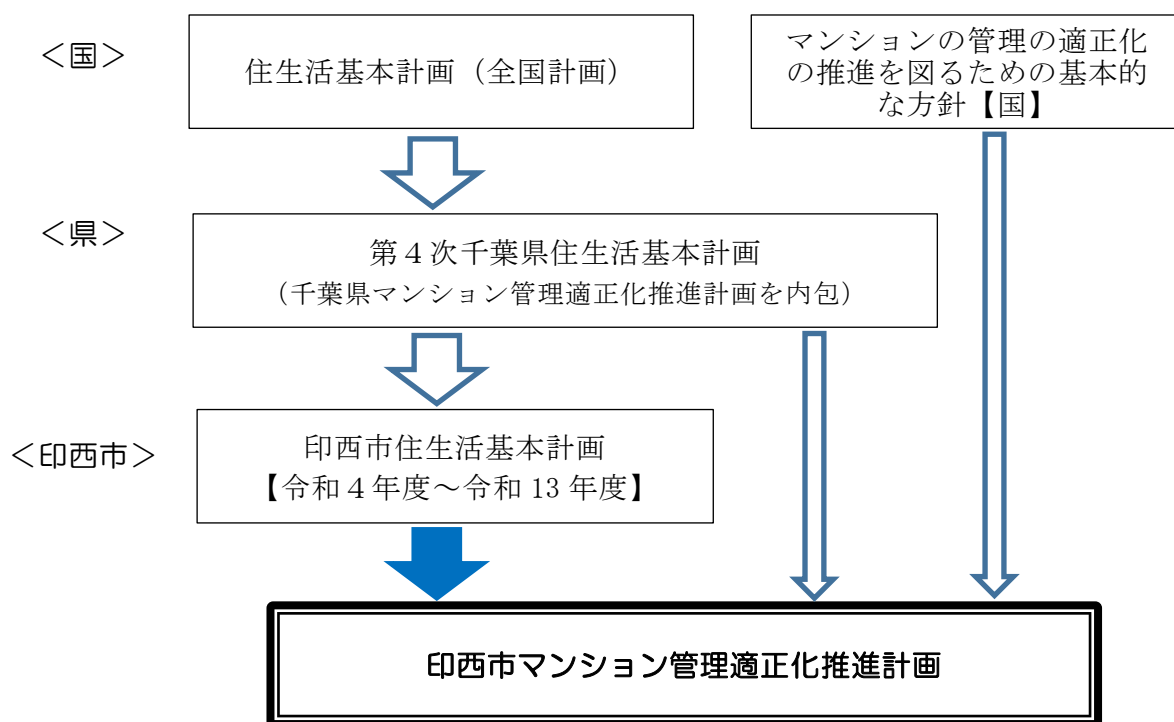 ＜国＞
住生活基本計画（全国計画）
マンションの管理の適正化
の推進を図るための基本的
な方針【国】
＜県＞
第４次千葉県住生活基本計画
（千葉県マンション管理適正化推進計画を内包）
＜印西市＞
印西市住生活基本計画
【令和４年度～令和 13 年度】
印西市マンション管理適正化推進計画